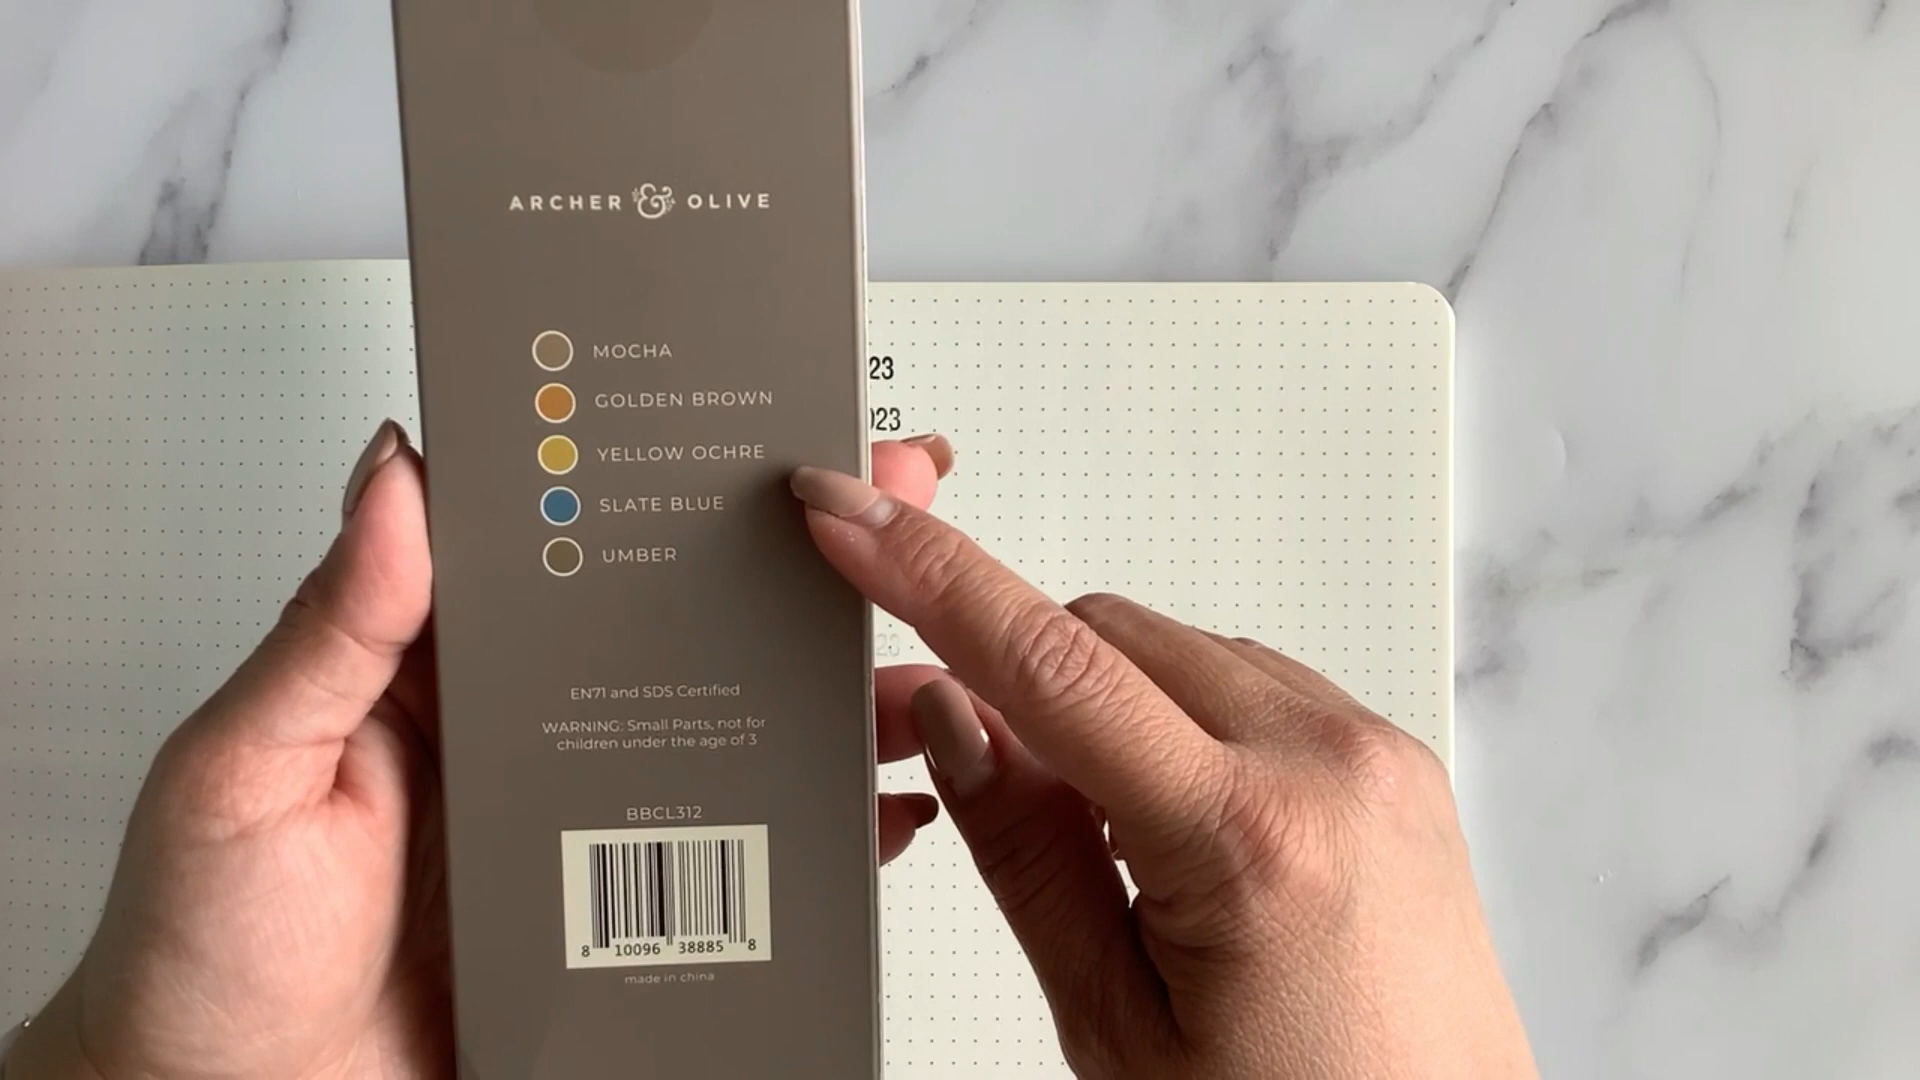 ARCHER & OLIVE
MOCHA
GOLDEN BROWN
YELLOW OCHRE
SLATE BLUE
UMBER
EN71 and SDS Certified
WARNING: Small Parts, not for
children under the age of 3
BBCL312
8 10096 38885 8
made in china
23
023
23